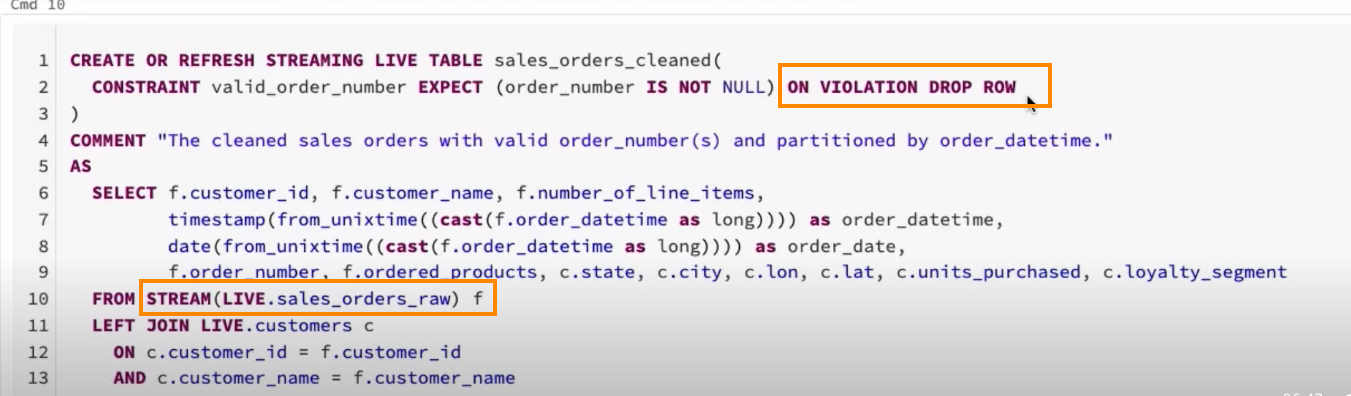 Cmd 10
1 CREATE OR REFRESH STREAMING LIVE TABLE sales_orders_cleaned(
2 CONSTRAINT valid_order_number EXPECT (order_number IS NOT NULL) ON VIOLATION DROP ROW
3 )
4 COMMENT "The cleaned sales orders with valid order_number(s) and partitioned by order_datetime."
5 AS
6 SELECT f.customer_id, f.customer_name, f.number_of_line_items,
7 timestamp(from_unixtime((cast(f.order_datetime as long)))) as order_datetime,
8 date(from_unixtime((cast(f.order_datetime as long)))) as order_date,
9 f.order_number, f.ordered_products, c.state, c.city, c.lon, c.lat, c.units_purchased, c.loyalty_segment
10 FROM STREAM(LIVE.sales_orders_raw) f
11 LEFT JOIN LIVE.customers c
12 ON c.customer_id = f.customer_id
13 AND c.customer_name = f.customer_name